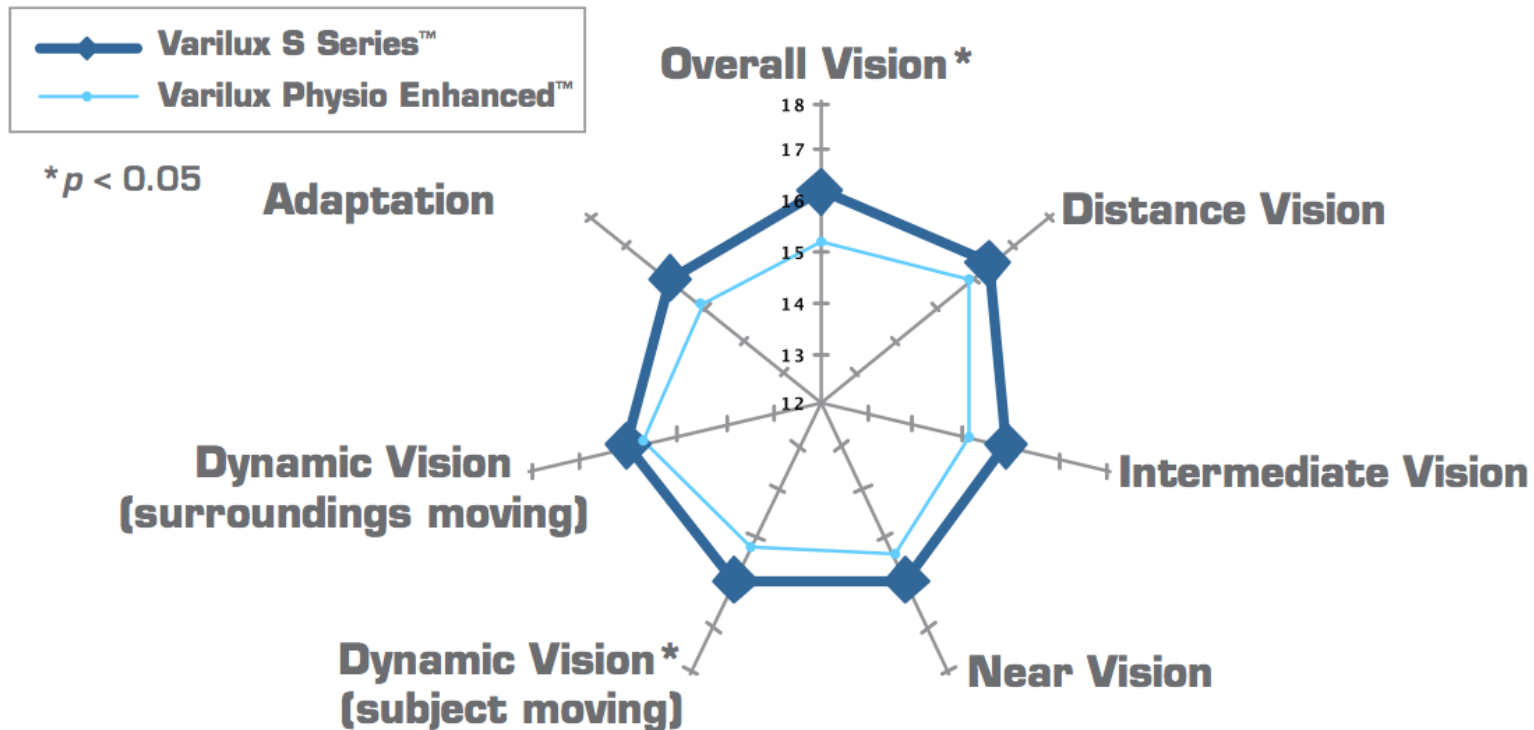 Varilux S Series™
Varilux Physio Enhanced™
*p < 0.05
Overall Vision*
18
17
16
15
14
13
12
Adaptation
Distance Vision
Dynamic Vision
(surroundings moving)
Intermediate Vision
Dynamic Vision*
(subject moving)
Near Vision